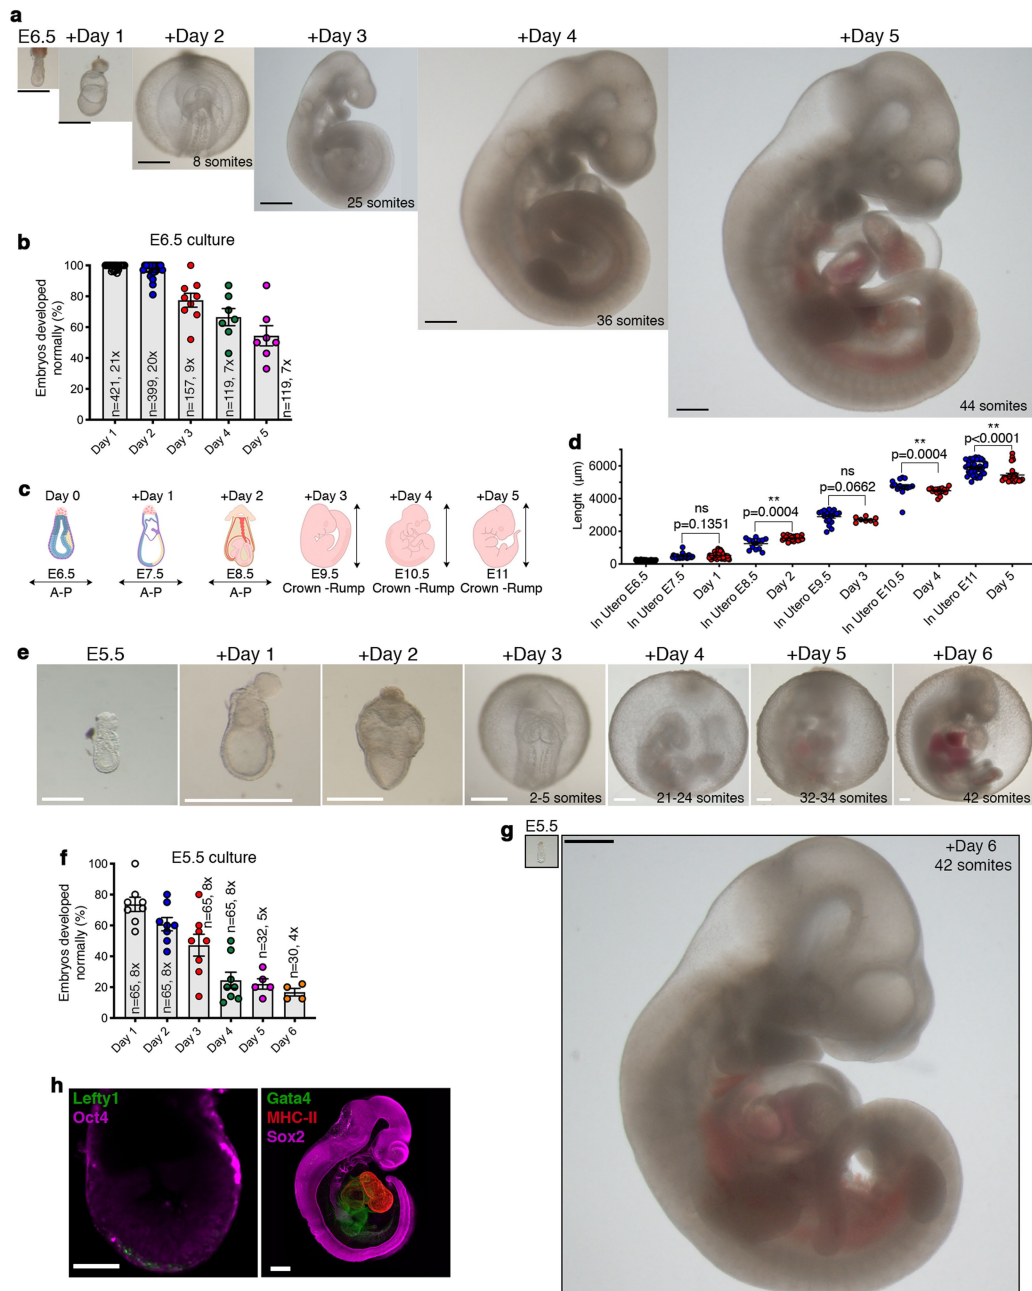 a
E6.5
+Day 1
+Day 2
+Day 3
+Day 4
+Day 5
8 somites
25 somites
36 somites
44 somites
b
E6.5 culture
Embryos developed
normally (%)
100
80
60
40
20
0
n=421, 21x
n=399, 20x
n=157, 9x
n=119, 7x
n=119, 7x
Day 1
Day 2
Day 3
Day 4
Day 5
c
Day 0
+Day 1
+Day 2
+Day 3
+Day 4
+Day 5
E6.5
E7.5
E8.5
E9.5
E10.5
E11
A-P
A-P
A-P
Crown -Rump
Crown -Rump
Crown -Rump
d
Lenght (µm)
6000
4000
2000
0
ns
p=0.1351
**
p=0.0004
ns
p=0.0662
**
p=0.0004
**
p<0.0001
In Utero E6.5
In Utero E7.5
Day 1
In Utero E8.5
Day 2
In Utero E9.5
Day 3
In Utero E10.5
Day 4
In Utero E11
Day 5
e
E5.5
+Day 1
+Day 2
+Day 3
+Day 4
+Day 5
+Day 6
2-5 somites
21-24 somites
32-34 somites
42 somites
f
E5.5 culture
Embryos developed
normally (%)
100
80
60
40
20
0
n=65, 8x
n=65, 8x
n=65, 8x
n=65, 8x
n=32, 5x
n=30, 4x
Day 1
Day 2
Day 3
Day 4
Day 5
Day 6
g
E5.5
+Day 6
42 somites
h
Lefty1
Oct4
Gata4
MHC-II
Sox2